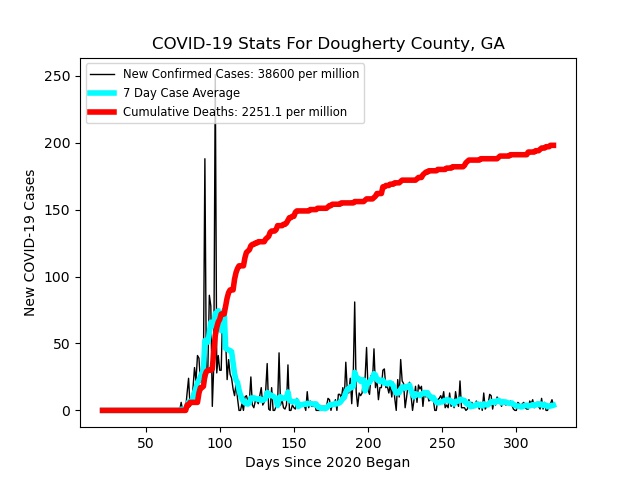 COVID-19 Stats For Dougherty County, GA
New Confirmed Cases: 38600 per million
7 Day Case Average
Cumulative Deaths: 2251.1 per million
New COVID-19 Cases
250
200
150
100
50
0
50 100 150 200 250 300
Days Since 2020 Began